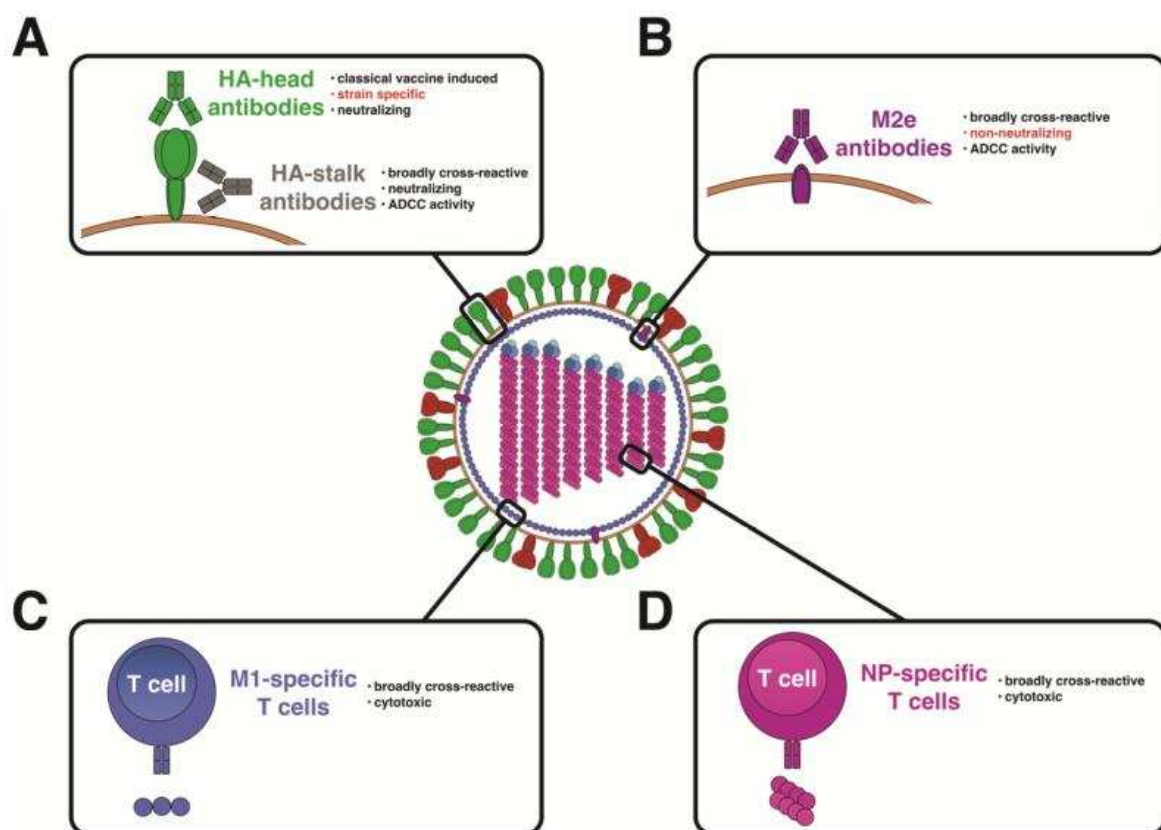 A
HA-head
antibodies
• classical vaccine induced
• strain specific
• neutralizing
HA-stalk
antibodies
• broadly cross-reactive
• neutralizing
• ADCC activity
B
M2e
antibodies
• broadly cross-reactive
• non-neutralizing
• ADCC activity
C
T cell
M1-specific
T cells
• broadly cross-reactive
• cytotoxic
D
T cell
NP-specific
T cells
• broadly cross-reactive
• cytotoxic